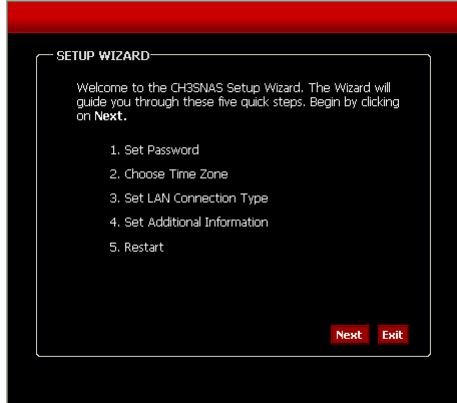 SETUP WIZARD
Welcome to the CH3SNAS Setup Wizard. The Wizard will
guide you through these five quick steps. Begin by clicking
on Next.
1. Set Password
2. Choose Time Zone
3. Set LAN Connection Type
4. Set Additional Information
5. Restart
Next Exit